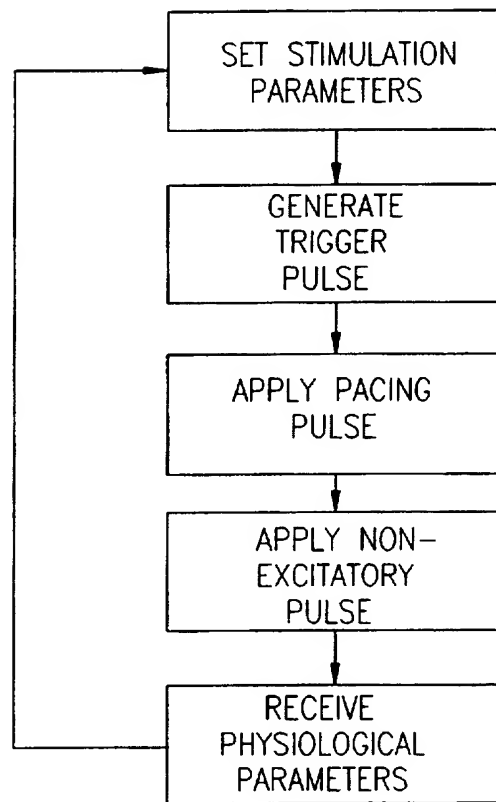 SET STIMULATION
PARAMETERS
GENERATE
TRIGGER
PULSE
APPLY PACING
PULSE
APPLY NON-
EXCITATORY
PULSE
RECEIVE
PHYSIOLOGICAL
PARAMETERS